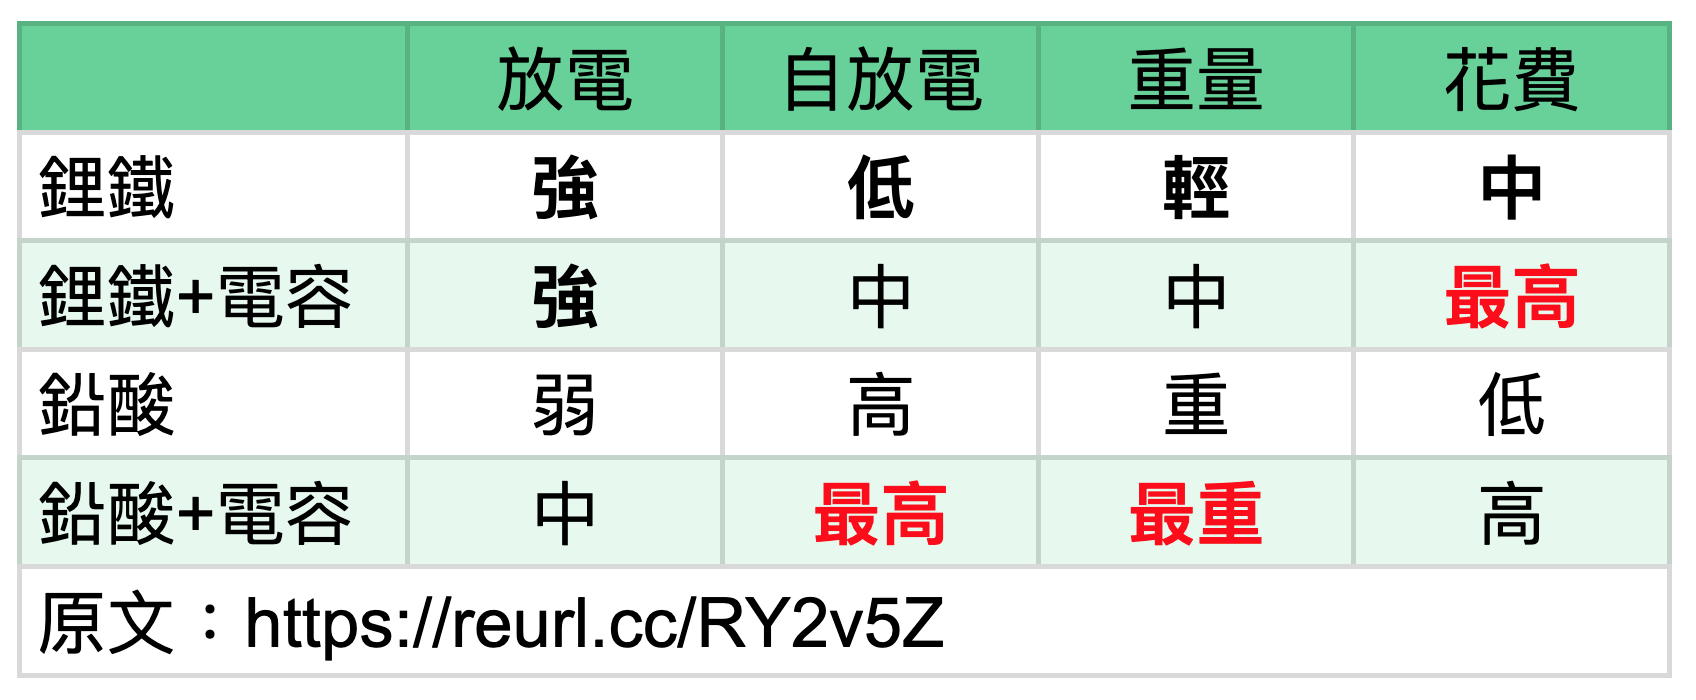 放電 自放電 重量 花費
鋰鐵 強 低 輕 中
鋰鐵+電容 強 中 中 最高
鉛酸 弱 高 重 低
鉛酸+電容 中 最高 最重 高
原文：https://reurl.cc/RY2v5Z